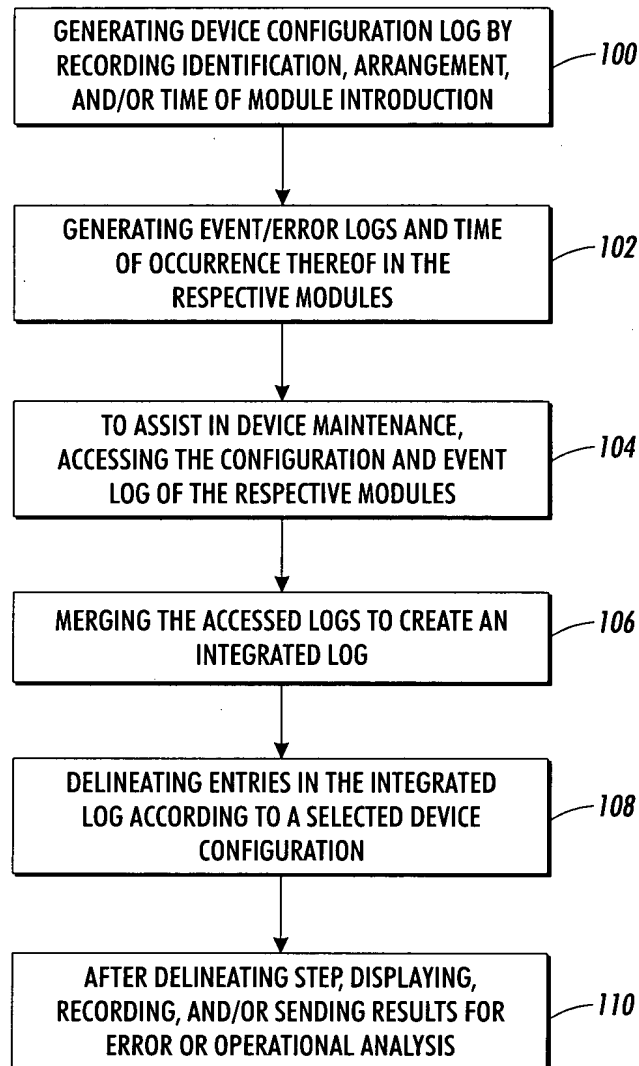 GENERATING DEVICE CONFIGURATION LOG BY
RECORDING IDENTIFICATION, ARRANGEMENT,
AND/OR TIME OF MODULE INTRODUCTION
100
GENERATING EVENT/ERROR LOGS AND TIME
OF OCCURRENCE THEREOF IN THE
RESPECTIVE MODULES
102
TO ASSIST IN DEVICE MAINTENANCE,
ACCESSING THE CONFIGURATION AND EVENT
LOG OF THE RESPECTIVE MODULES
104
MERGING THE ACCESSED LOGS TO CREATE AN
INTEGRATED LOG
106
DELINEATING ENTRIES IN THE INTEGRATED
LOG ACCORDING TO A SELECTED DEVICE
CONFIGURATION
108
AFTER DELINEATING STEP, DISPLAYING,
RECORDING, AND/OR SENDING RESULTS FOR
ERROR OR OPERATIONAL ANALYSIS
110